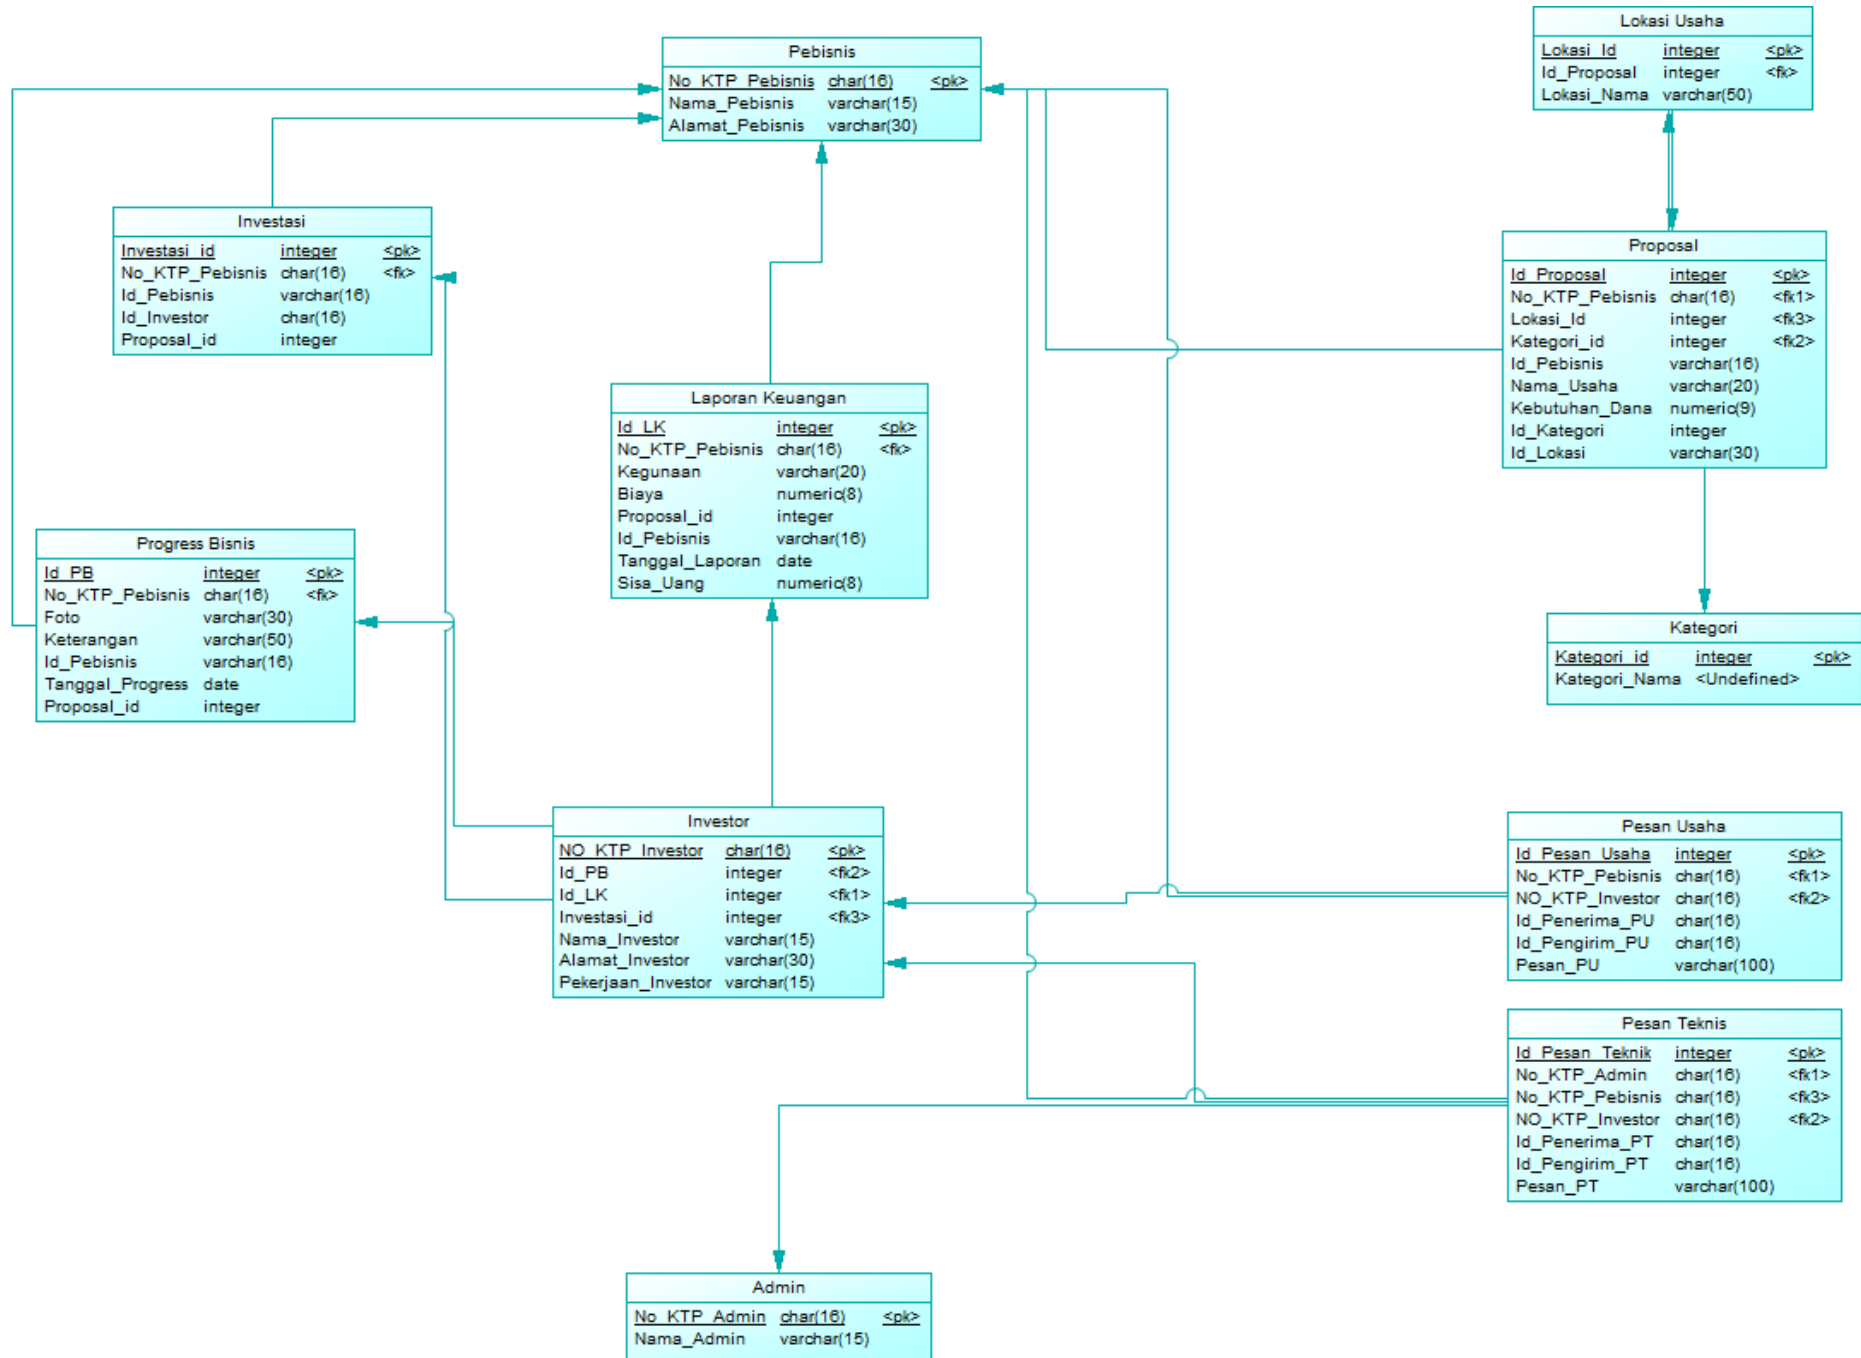 Lokasi Usaha
Lokasi_Id integer <pk>
Id_Proposal integer <fk>
Lokasi_Nama varchar(50)
Pebisnis
No_KTP_Pebisnis char(16) <pk>
Nama_Pebisnis varchar(15)
Alamat_Pebisnis varchar(30)
Investasi
Investasi_id integer <pk>
No_KTP_Pebisnis char(16) <fk>
Id_Pebisnis varchar(16)
Id_Investor char(16)
Proposal_id integer
Proposal
Id_Proposal integer <pk>
No_KTP_Pebisnis char(16) <fk1>
Lokasi_Id integer <fk3>
Kategori_id integer <fk2>
Id_Pebisnis varchar(16)
Nama_Usaha varchar(20)
Kebutuhan_Dana numeric(9)
Id_Kategori integer
Id_Lokasi varchar(30)
Laporan Keuangan
Id_LK integer <pk>
No_KTP_Pebisnis char(16) <fk>
Kegunaan varchar(20)
Biaya numeric(8)
Proposal_id integer
Id_Pebisnis varchar(16)
Tanggal_Laporan date
Sisa_Uang numeric(8)
Progress Bisnis
Id_PB integer <pk>
No_KTP_Pebisnis char(16) <fk>
Foto varchar(30)
Keterangan varchar(50)
Id_Pebisnis varchar(16)
Tanggal_Progress date
Proposal_id integer
Kategori
Kategori_id integer <pk>
Kategori_Nama <Undefined>
Investor
NO_KTP_Investor char(16) <pk>
Id_PB integer <fk2>
Id_LK integer <fk1>
Investasi_id integer <fk3>
Nama_Investor varchar(15)
Alamat_Investor varchar(30)
Pekerjaan_Investor varchar(15)
Pesan Usaha
Id_Pesan_Usaha integer <pk>
No_KTP_Pebisnis char(16) <fk1>
NO_KTP_Investor char(16) <fk2>
Id_Penerima_PU char(16)
Id_Pengirim_PU char(16)
Pesan_PU varchar(100)
Pesan Teknis
Id_Pesan_Teknik integer <pk>
No_KTP_Admin char(16) <fk1>
No_KTP_Pebisnis char(16) <fk3>
NO_KTP_Investor char(16) <fk2>
Id_Penerima_PT char(16)
Id_Pengirim_PT char(16)
Pesan_PT varchar(100)
Admin
No_KTP_Admin char(16) <pk>
Nama_Admin varchar(15)